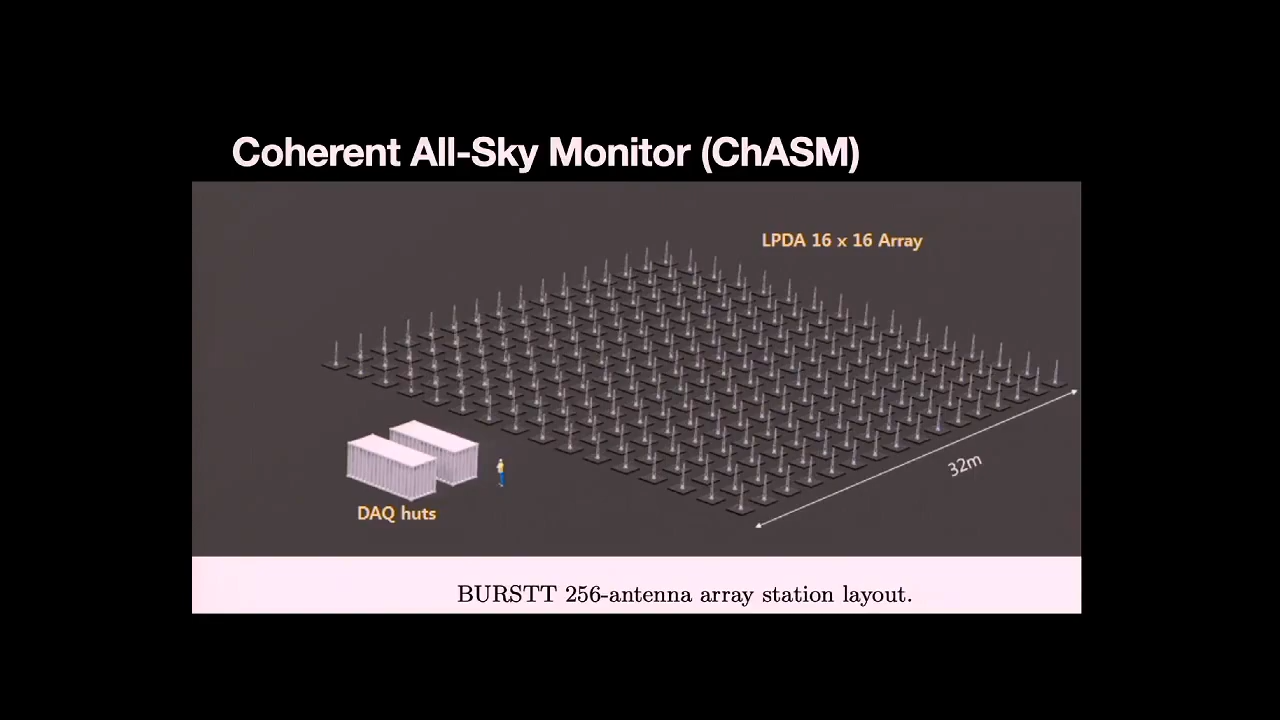 Coherent All-Sky Monitor (ChASM)
LPDA 16 x 16 Array
32m
DAQ huts
BURSTT 256-antenna array station layout.